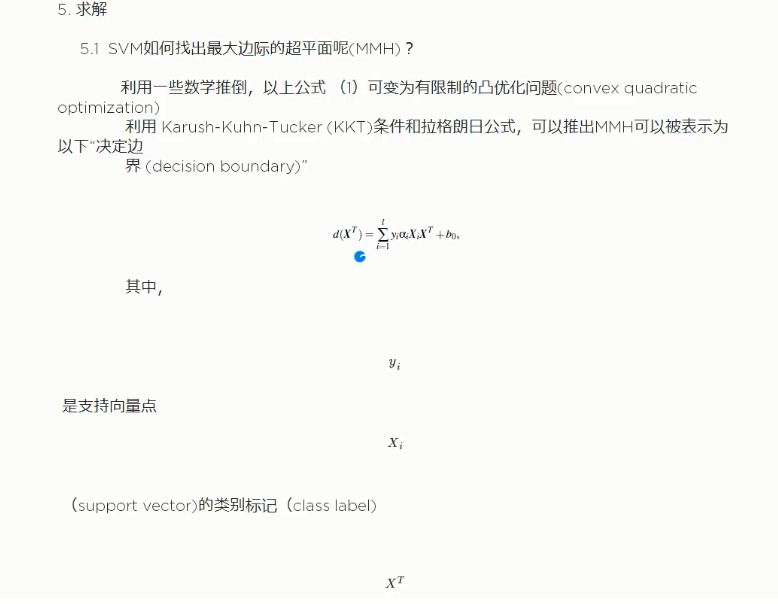 5. 求解
5.1 SVM如何找出最大边际的超平面呢(MMH)？
利用一些数学推倒，以上公式 （1）可变为有限制的凸优化问题(convex quadratic
optimization)
利用 Karush-Kuhn-Tucker (KKT)条件和拉格朗日公式，可以推出MMH可以被表示为
以下“决定边
界 (decision boundary)”
d(X^T) = ∑_{i=1}^{l} y_i α_i X_i X^T + b_0,
其中，
y_i
是支持向量点
X_i
（support vector)的类别标记（class label)
X^T